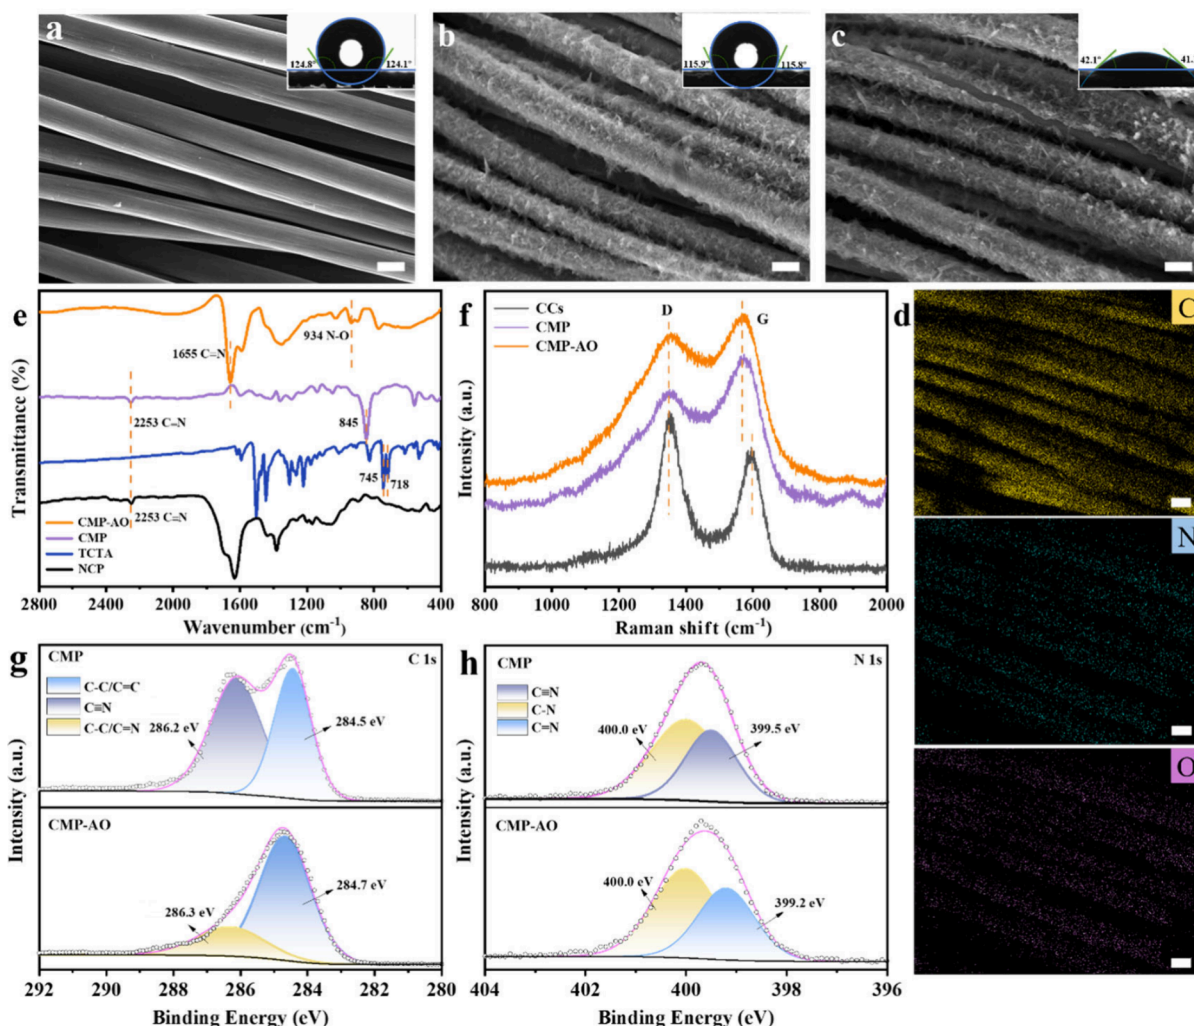 a
124.8° 124.1°
b
115.9° 115.8°
c
42.1° 41.
d
C
N
O
e
934 N-O
1655 C=N
2253 C≡N
845
745 718
2253 C≡N
CMP-AO
CMP
TCTA
NCP
Transmittance (%)
2800 2400 2000 1600 1200 800 400
Wavenumber (cm-1)
f
D
G
CCs
CMP
CMP-AO
Intensity (a.u.)
800 1000 1200 1400 1600 1800 2000
Raman shift (cm-1)
g
CMP
C 1s
C-C/C=C
C≡N
C-C/C=N
286.2 eV
284.5 eV
CMP-AO
286.3 eV
284.7 eV
Intensity (a.u.)
292 290 288 286 284 282 280
Binding Energy (eV)
h
CMP
N 1s
C≡N
C-N
C=N
400.0 eV
399.5 eV
CMP-AO
400.0 eV
399.2 eV
Intensity (a.u.)
404 402 400 398 396
Binding Energy (eV)